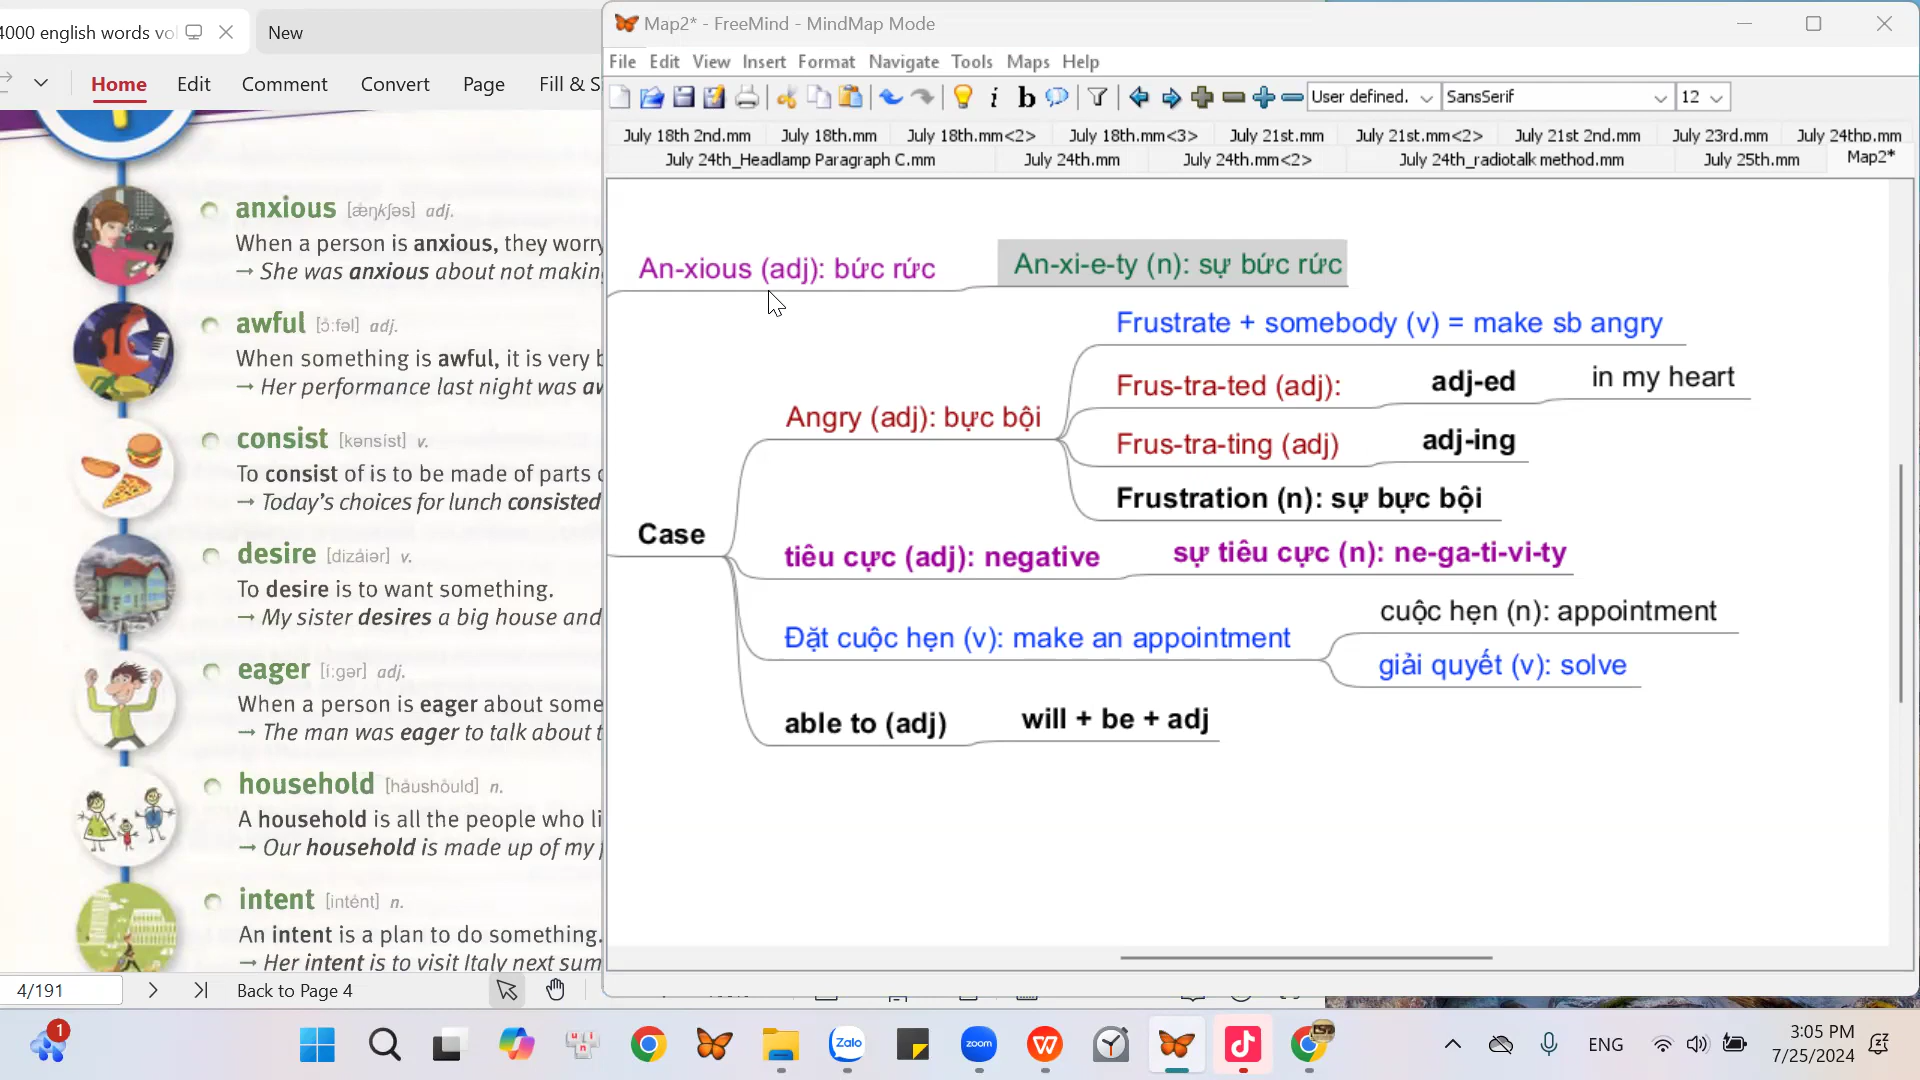 4000 english words vo
New
Home Edit Comment Convert Page Fill & S
anxious [æŋkʃəs] adj.
When a person is anxious, they worry
→ She was anxious about not makin
awful [ɔ́:fəl] adj.
When something is awful, it is very b
→ Her performance last night was aw
consist [kənsíst] v.
To consist of is to be made of parts o
→ Today's choices for lunch consisted
desire [dizáiər] v.
To desire is to want something.
→ My sister desires a big house and
eager [í:gər] adj.
When a person is eager about some
→ The man was eager to talk about t
household [háushòuld] n.
A household is all the people who li
→ Our household is made up of my f
intent [intént] n.
An intent is a plan to do something.
→ Her intent is to visit Italy next sum
4/191
Back to Page 4
Map2* - FreeMind - MindMap Mode
File Edit View Insert Format Navigate Tools Maps Help
User defined. SansSerif 12
July 18th 2nd.mm July 18th.mm July 18th.mm<2> July 18th.mm<3> July 21st.mm July 21st.mm<2> July 21st 2nd.mm July 23rd.mm July 24thp.mm
July 24th_Headlamp Paragraph C.mm July 24th.mm July 24th.mm<2> July 24th_radiotalk method.mm July 25th.mm Map2*
An-xious (adj): bức rức
An-xi-e-ty (n): sự bức rức
Case
Angry (adj): bực bội
Frustrate + somebody (v) = make sb angry
Frus-tra-ted (adj): adj-ed in my heart
Frus-tra-ting (adj) adj-ing
Frustration (n): sự bực bội
tiêu cực (adj): negative
sự tiêu cực (n): ne-ga-ti-vi-ty
Đặt cuộc hẹn (v): make an appointment
cuộc hẹn (n): appointment
giải quyết (v): solve
able to (adj) will + be + adj
1
Zalo
zoom
ENG
3:05 PM
7/25/2024